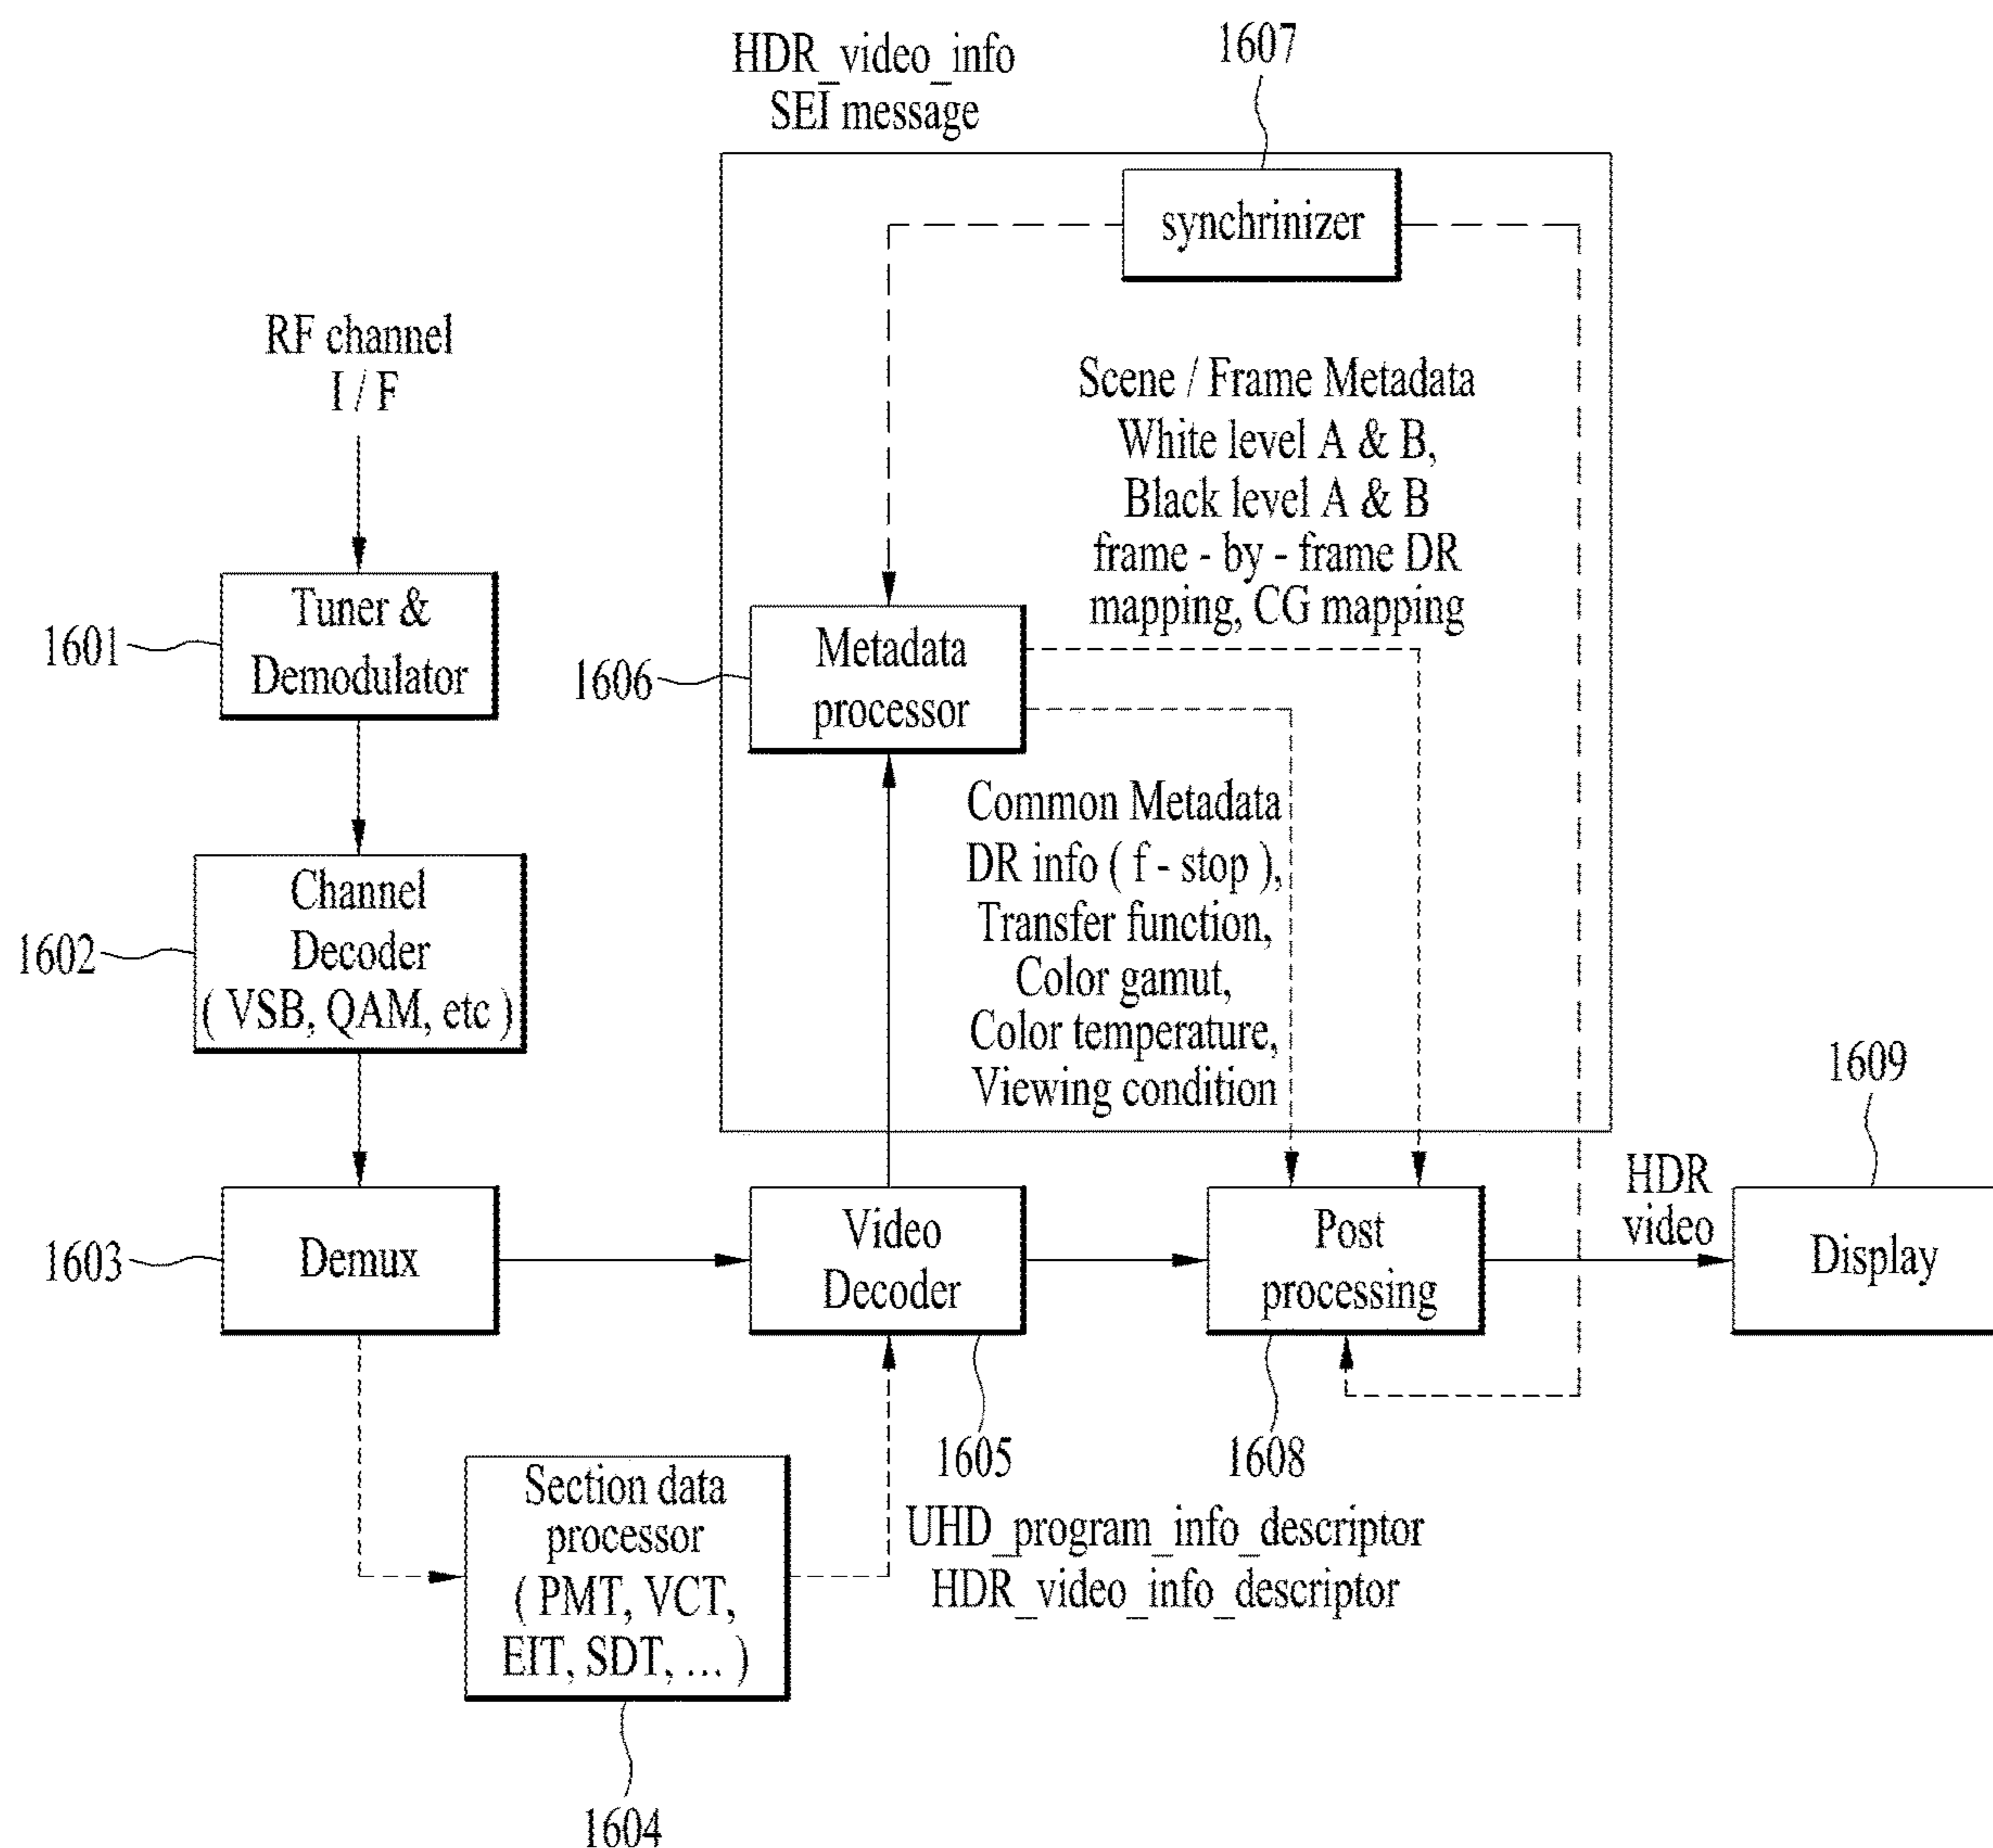 HDR_video_info
SEI message
1607
synchrinizer
RF channel
I / F
Scene / Frame Metadata
White level A & B,
Black level A & B
frame - by - frame DR
mapping, CG mapping
Tuner &
Demodulator
1601
Metadata
processor
1606
Common Metadata
DR info ( f - stop ),
Transfer function,
Color gamut,
Color temperature,
Viewing condition
Channel
Decoder
( VSB, QAM, etc )
1602
1609
Demux
1603
Video
Decoder
Post
processing
HDR
video
Display
1605
1608
Section data
processor
( PMT, VCT,
EIT, SDT, ... )
UHD_program_info_descriptor
HDR_video_info_descriptor
1604